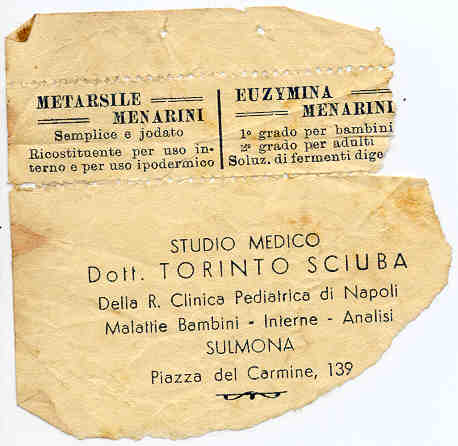 METARSILE
MENARINI
Semplice e jodato
Ricostituente per uso in-
terno e per uso ipodermico
EUZYMINA
MENARINI
1º grado per bambini
2º grado per adulti
Soluz. di fermenti dige
STUDIO MEDICO
Dott. TORINTO SCIUBA
Della R. Clinica Pediatrica di Napoli
Malattie Bambini - Interne - Analisi
SULMONA
Piazza del Carmine, 139